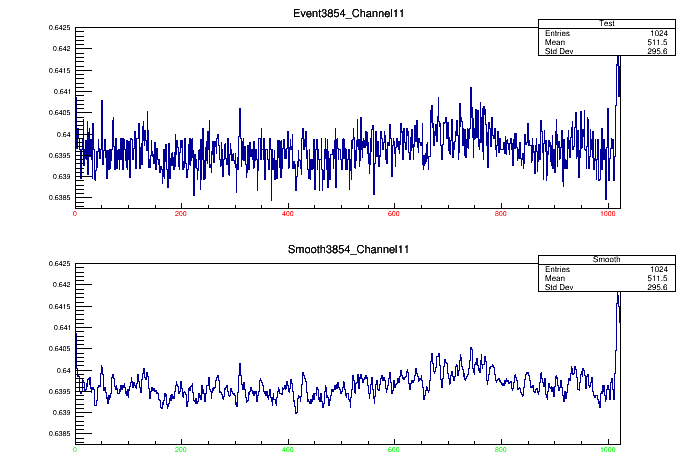 Event3854_Channel11
Test
Entries 1024
Mean 511.5
Std Dev 295.6
0.6425
0.642
0.6415
0.641
0.6405
0.64
0.6395
0.639
0.6385
0 200 400 600 800 1000
Smooth3854_Channel11
Smooth
Entries 1024
Mean 511.5
Std Dev 295.6
0.6425
0.642
0.6415
0.641
0.6405
0.64
0.6395
0.639
0.6385
0 200 400 600 800 1000